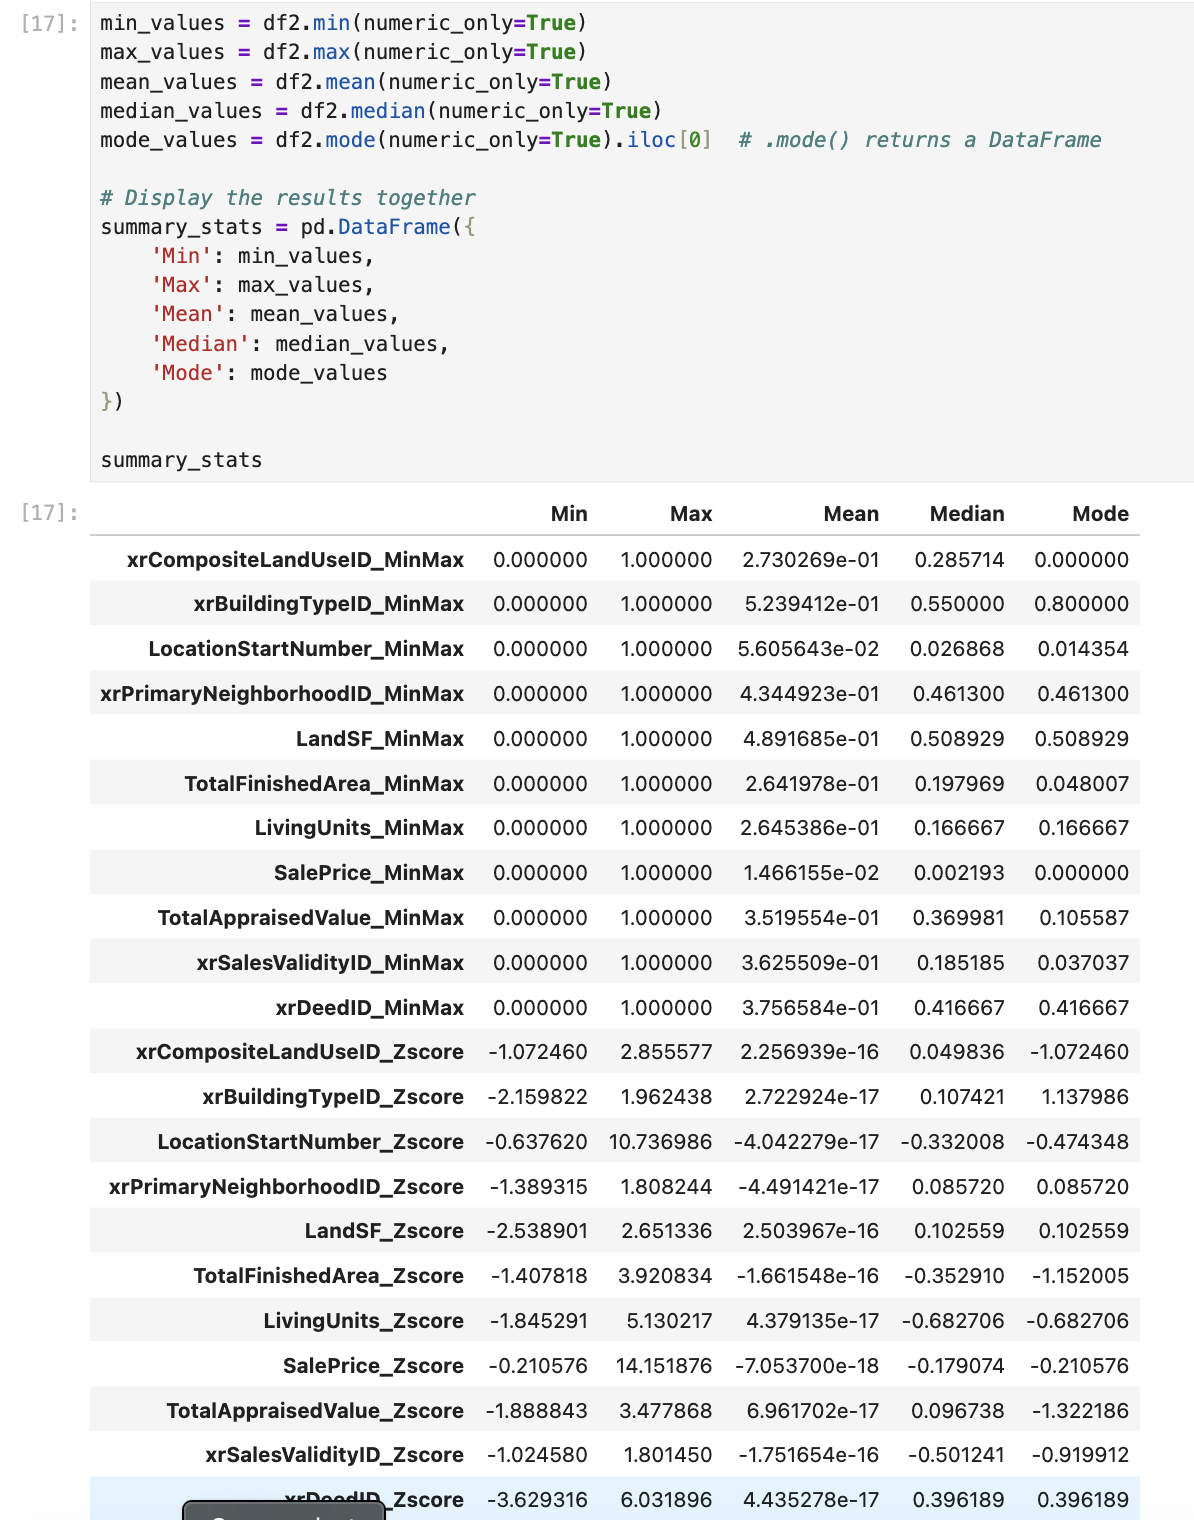 [17]: min_values = df2.min(numeric_only=True)
max_values = df2.max(numeric_only=True)
mean_values = df2.mean(numeric_only=True)
median_values = df2.median(numeric_only=True)
mode_values = df2.mode(numeric_only=True).iloc[0]  # .mode() returns a DataFrame

# Display the results together
summary_stats = pd.DataFrame({
    'Min': min_values,
    'Max': max_values,
    'Mean': mean_values,
    'Median': median_values,
    'Mode': mode_values
})

summary_stats
[17]: Min Max Mean Median Mode
xrCompositeLandUseID_MinMax 0.000000 1.000000 2.730269e-01 0.285714 0.000000
xrBuildingTypeID_MinMax 0.000000 1.000000 5.239412e-01 0.550000 0.800000
LocationStartNumber_MinMax 0.000000 1.000000 5.605643e-02 0.026868 0.014354
xrPrimaryNeighborhoodID_MinMax 0.000000 1.000000 4.344923e-01 0.461300 0.461300
LandSF_MinMax 0.000000 1.000000 4.891685e-01 0.508929 0.508929
TotalFinishedArea_MinMax 0.000000 1.000000 2.641978e-01 0.197969 0.048007
LivingUnits_MinMax 0.000000 1.000000 2.645386e-01 0.166667 0.166667
SalePrice_MinMax 0.000000 1.000000 1.466155e-02 0.002193 0.000000
TotalAppraisedValue_MinMax 0.000000 1.000000 3.519554e-01 0.369981 0.105587
xrSalesValidityID_MinMax 0.000000 1.000000 3.625509e-01 0.185185 0.037037
xrDeedID_MinMax 0.000000 1.000000 3.756584e-01 0.416667 0.416667
xrCompositeLandUseID_Zscore -1.072460 2.855577 2.256939e-16 0.049836 -1.072460
xrBuildingTypeID_Zscore -2.159822 1.962438 2.722924e-17 0.107421 1.137986
LocationStartNumber_Zscore -0.637620 10.736986 -4.042279e-17 -0.332008 -0.474348
xrPrimaryNeighborhoodID_Zscore -1.389315 1.808244 -4.491421e-17 0.085720 0.085720
LandSF_Zscore -2.538901 2.651336 2.503967e-16 0.102559 0.102559
TotalFinishedArea_Zscore -1.407818 3.920834 -1.661548e-16 -0.352910 -1.152005
LivingUnits_Zscore -1.845291 5.130217 4.379135e-17 -0.682706 -0.682706
SalePrice_Zscore -0.210576 14.151876 -7.053700e-18 -0.179074 -0.210576
TotalAppraisedValue_Zscore -1.888843 3.477868 6.961702e-17 0.096738 -1.322186
xrSalesValidityID_Zscore -1.024580 1.801450 -1.751654e-16 -0.501241 -0.919912
xrDeedID_Zscore -3.629316 6.031896 4.435278e-17 0.396189 0.396189